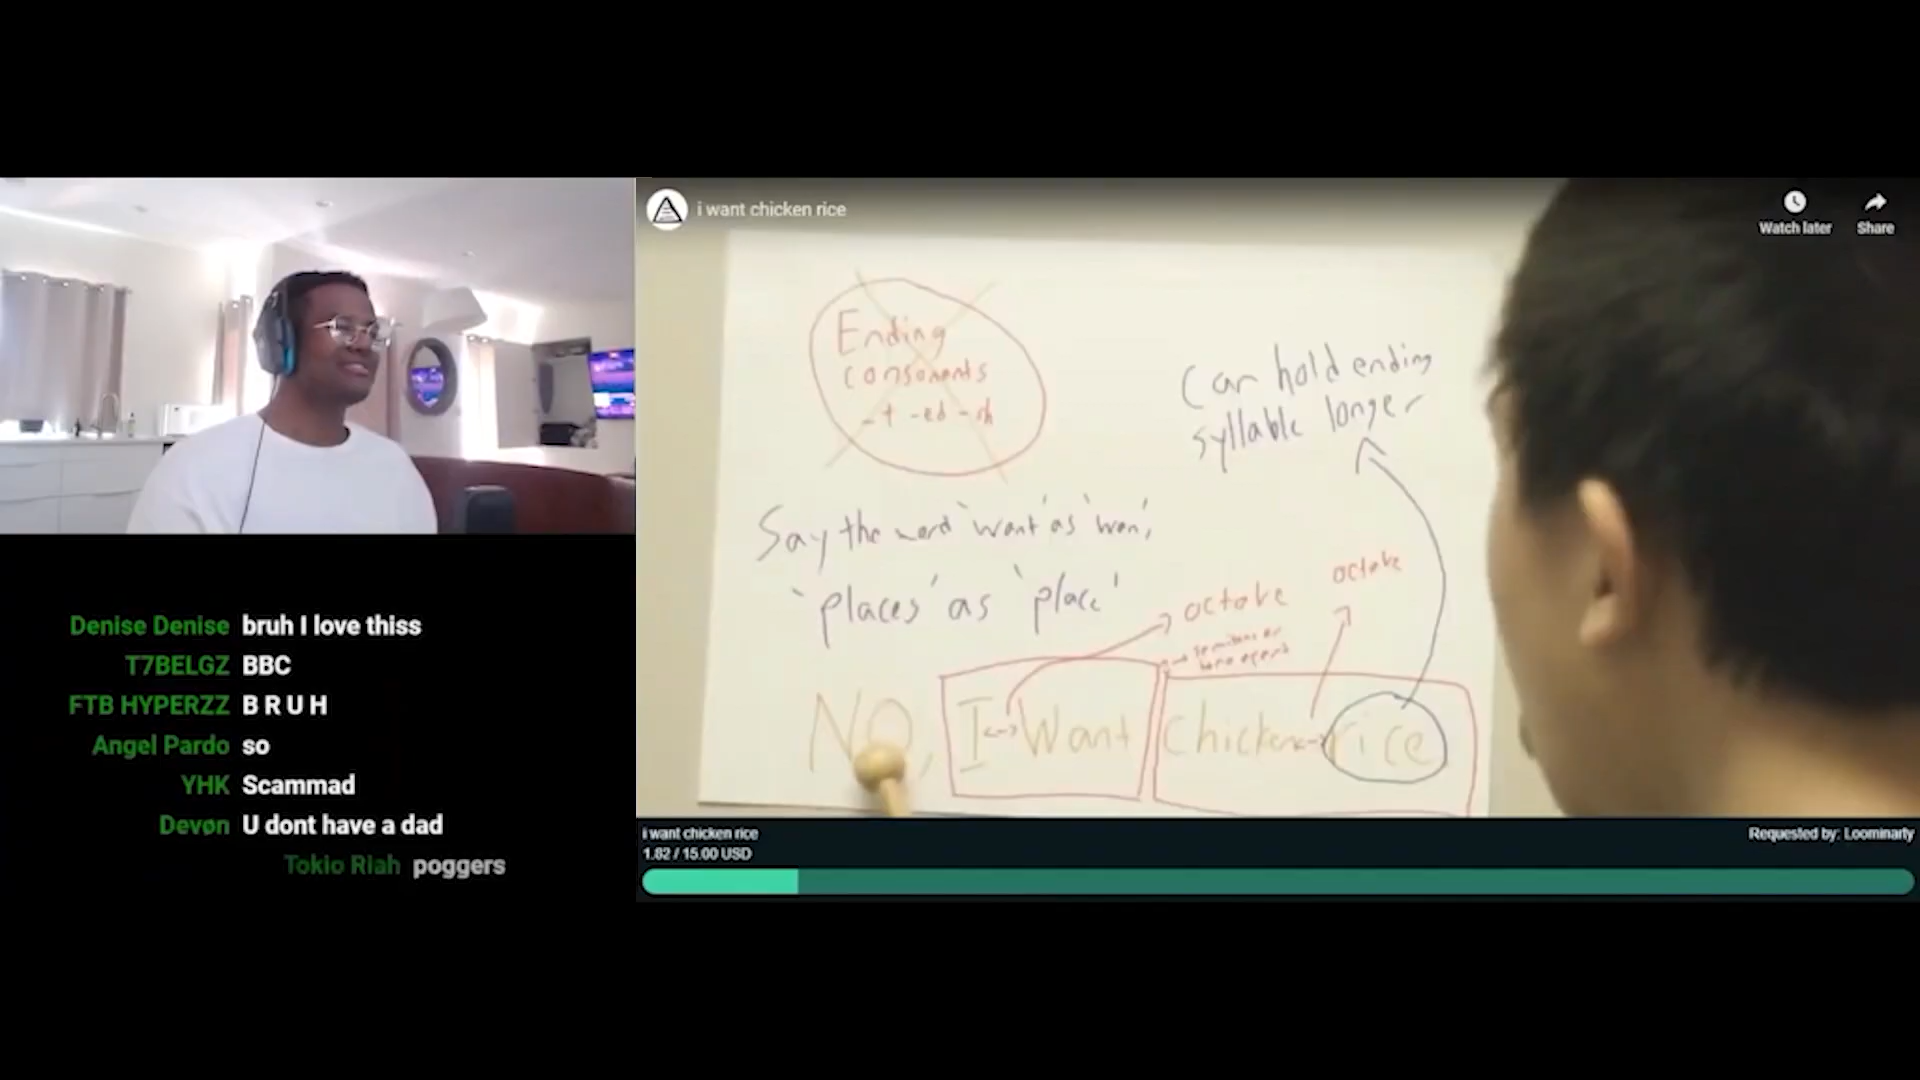 i want chicken rice
Watch later
Share
Ending
consonants
-t -ed -sh
Can hold ending
syllable longer
Say the word 'want' as 'wan',
'places' as 'place'
octave
octave
NO, I <-> Want Chicken <-> rice
Denise Denise bruh I love thiss
T7BELGZ BBC
FTB HYPERZZ B R U H
Angel Pardo so
YHK Scammad
Devøn U dont have a dad
Tokio RIah poggers
i want chicken rice
Requested by: Loominarty
1.82 / 15.00 USD